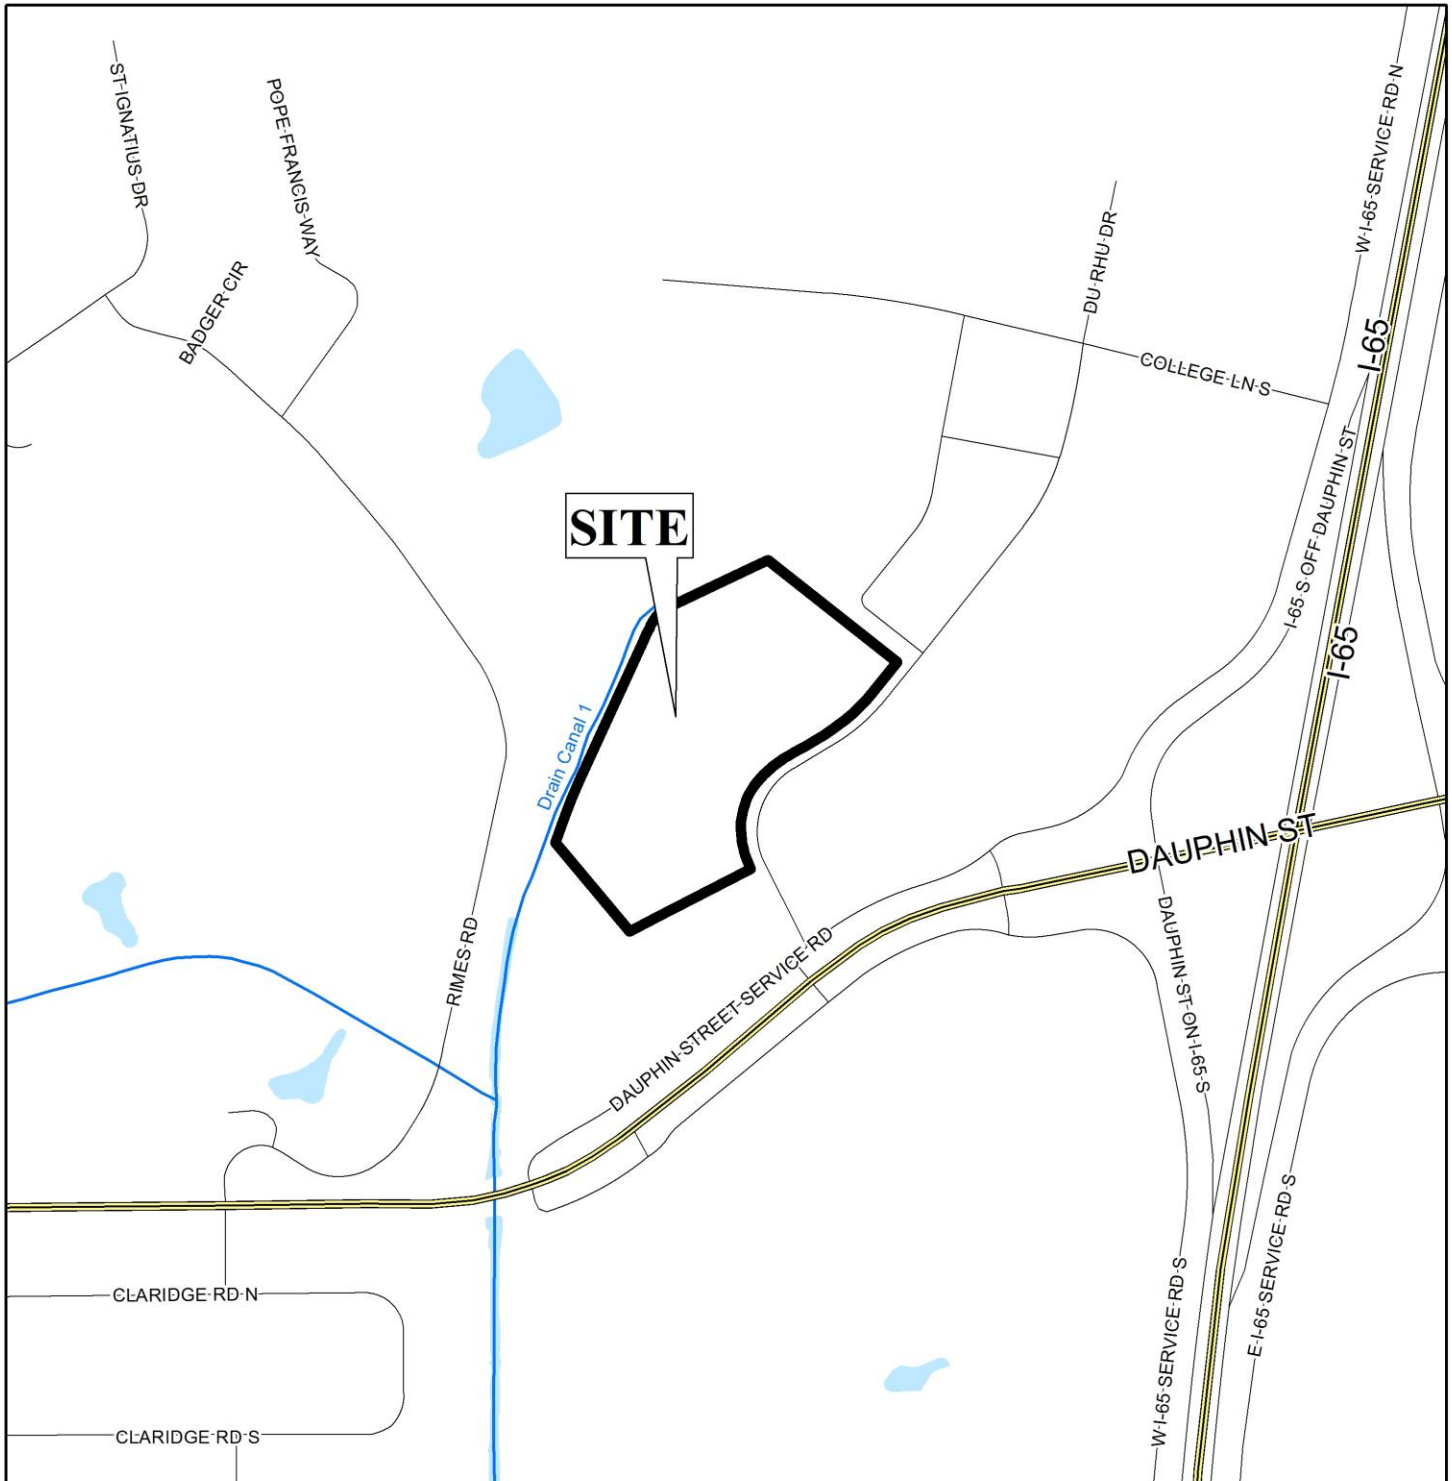 ST IGNATIUS DR
POPE FRANCIS WAY
BADGER CIR
W I-65 SERVICE RD N
DU RHU DR
I-65
COLLEGE LN S
I-65 S OFF DAUPHIN ST
SITE
I-65
Drain Canal 1
DAUPHIN ST
RIMES RD
DAUPHIN STREET SERVICE RD
DAUPHIN ST ON I-65 S
CLARIDGE RD N
W I-65 SERVICE RD S
E I-65 SERVICE RD S
CLARIDGE RD S